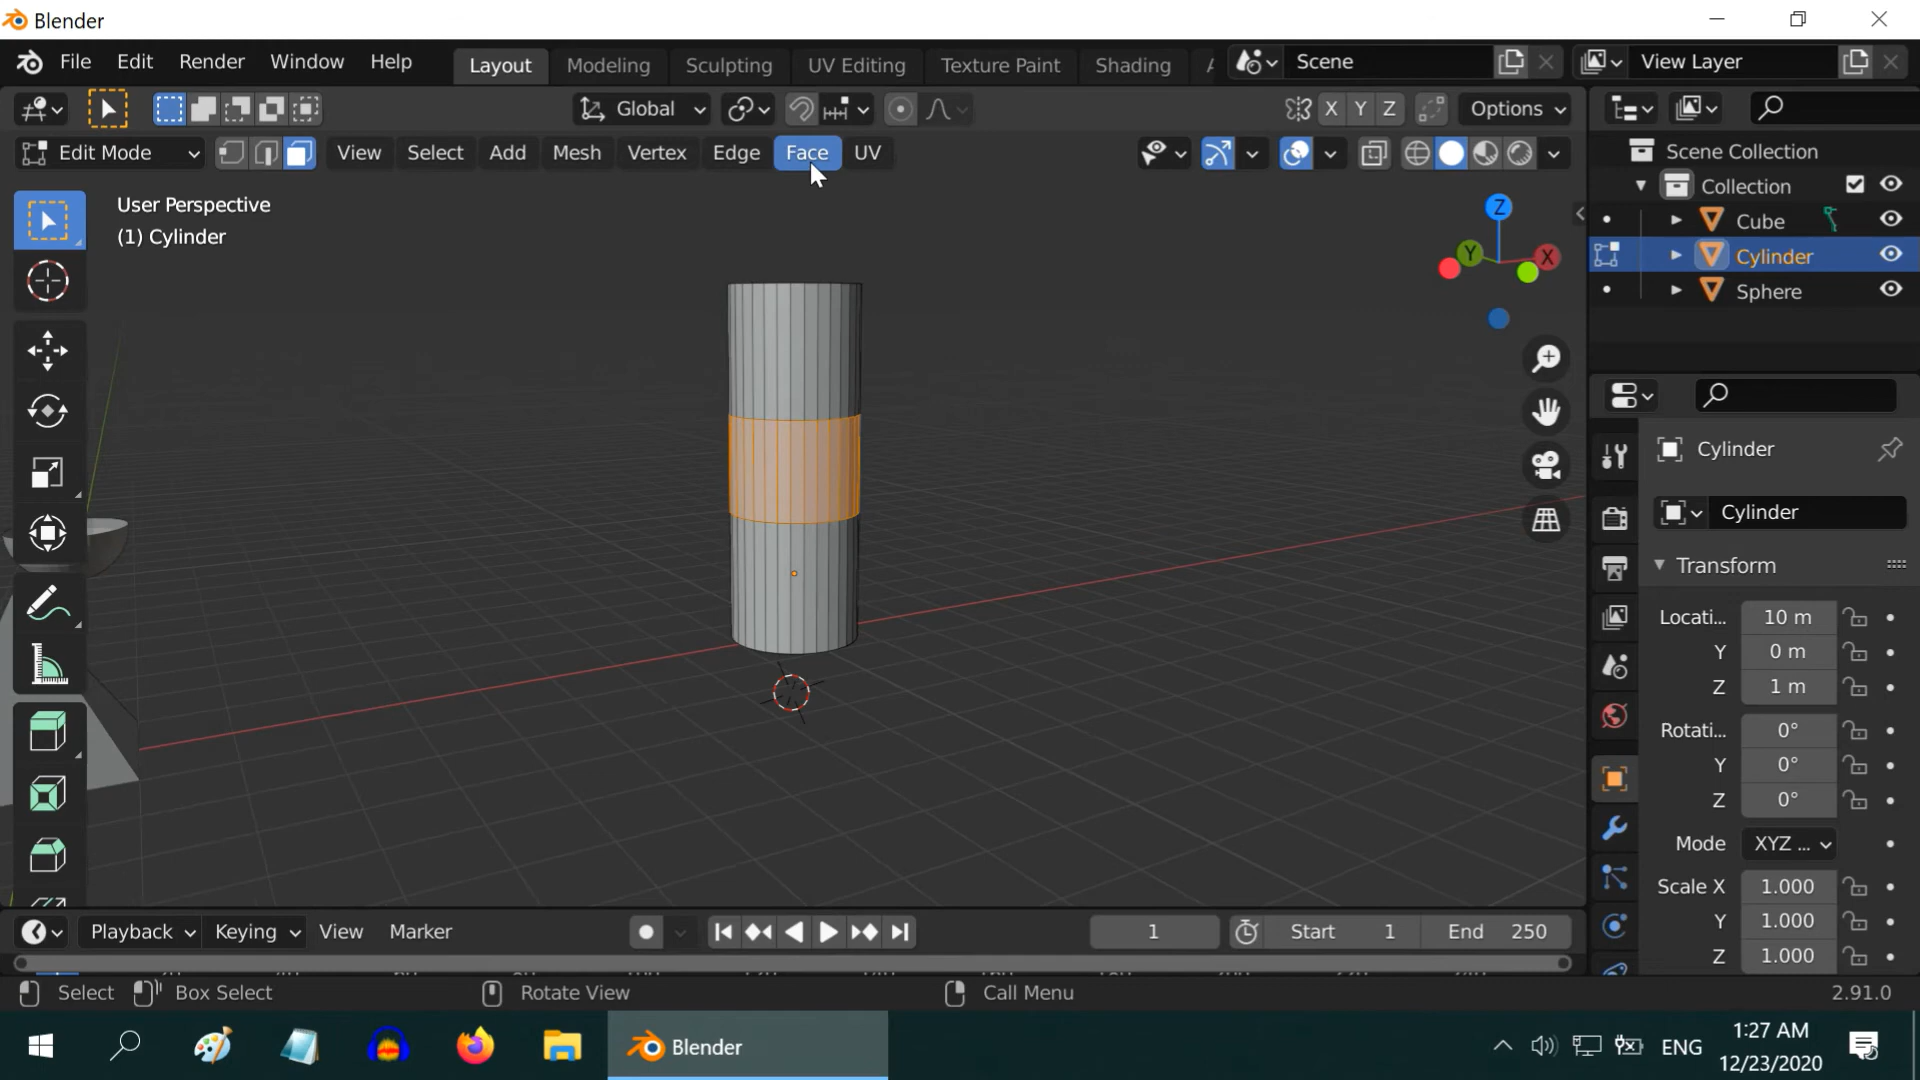 Blender
File Edit Render Window Help Layout Modeling Sculpting UV Editing Texture Paint Shading Scene View Layer
Global X Y Z Options
Edit Mode View Select Add Mesh Vertex Edge Face UV
Scene Collection
Collection
Cube
Cylinder
Sphere
User Perspective
(1) Cylinder
Z
Y
X
Cylinder
Cylinder
Transform
Locati... 10 m
Y 0 m
Z 1 m
Rotati... 0°
Y 0°
Z 0°
Mode XYZ ...
Scale X 1.000
Y 1.000
Z 1.000
Playback Keying View Marker 1 Start 1 End 250
Select Box Select Rotate View Call Menu 2.91.0
Blender ENG 1:27 AM
12/23/2020